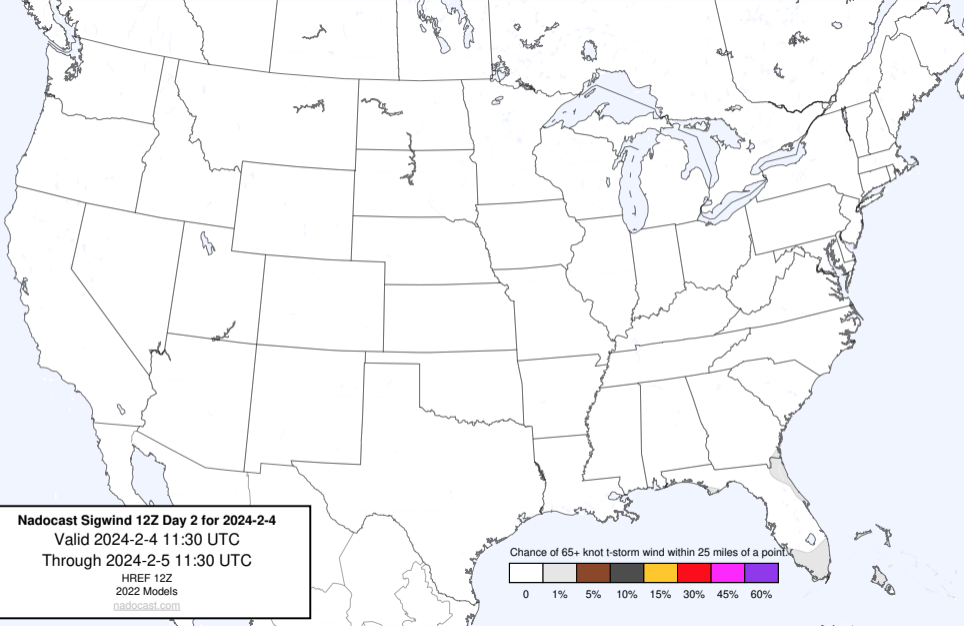 Nadocast Sigwind 12Z Day 2 for 2024-2-4
Valid 2024-2-4 11:30 UTC
Through 2024-2-5 11:30 UTC
HREF 12Z
2022 Models
nadocast.com
Chance of 65+ knot t-storm wind within 25 miles of a point.
0 1% 5% 10% 15% 30% 45% 60%